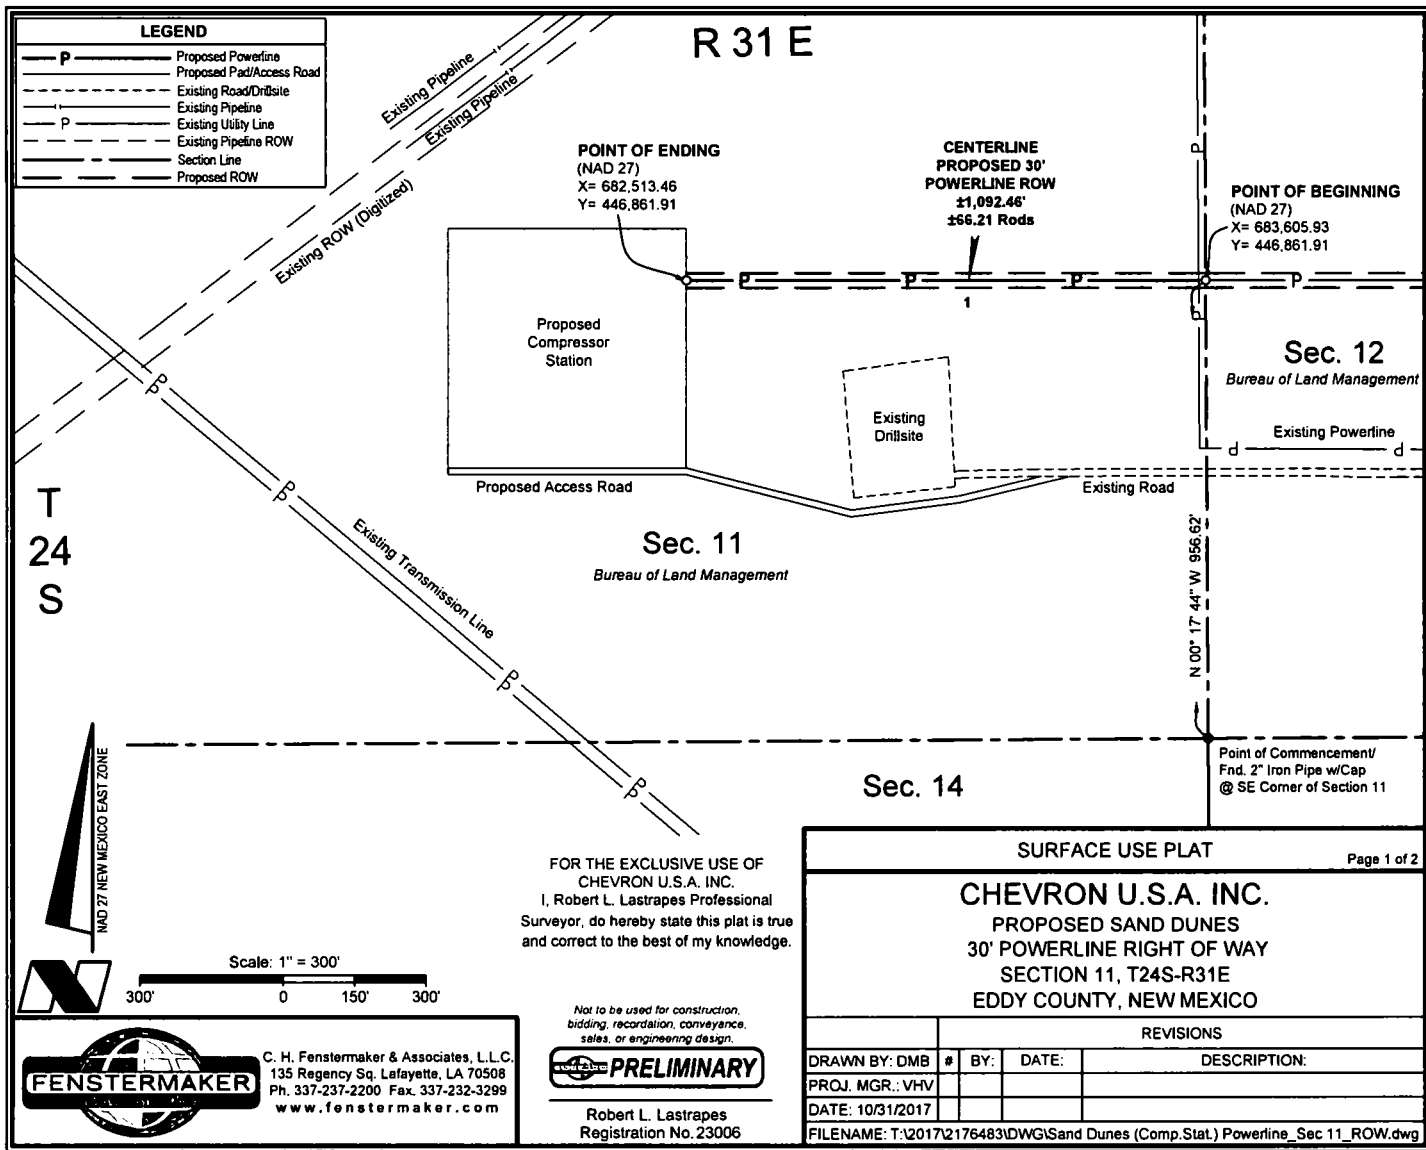 LEGEND
P Proposed Powerline
Proposed Pad/Access Road
Existing Road/Drillsite
Existing Pipeline
P Existing Utility Line
Existing Pipeline ROW
Section Line
Proposed ROW
R 31 E
Existing Pipeline
Existing Pipeline
Existing ROW (Digitized)
POINT OF ENDING
(NAD 27)
X= 682,513.46
Y= 446,861.91
CENTERLINE
PROPOSED 30'
POWERLINE ROW
±1,092.46'
±66.21 Rods
POINT OF BEGINNING
(NAD 27)
X= 683,605.93
Y= 446,861.91
P
P
P
P
P
P
1
Proposed
Compressor
Station
Sec. 12
Bureau of Land Management
Existing
Drillsite
Existing Powerline
P
P
Proposed Access Road
Existing Road
T
24
S
P
P
P
P
Existing Transmission Line
Sec. 11
Bureau of Land Management
N 00° 17' 44" W 956.62'
P
P
P
P
Point of Commencement/
Fnd. 2" Iron Pipe w/Cap
@ SE Corner of Section 11
Sec. 14
NAD 27 NEW MEXICO EAST ZONE
N
Scale: 1" = 300'
300' 0 150' 300'
FOR THE EXCLUSIVE USE OF
CHEVRON U.S.A. INC.
I, Robert L. Lastrapes Professional
Surveyor, do hereby state this plat is true
and correct to the best of my knowledge.
Not to be used for construction,
bidding, recordation, conveyance,
sales, or engineering design.
PRELIMINARY
Robert L. Lastrapes
Registration No. 23006
FENSTERMAKER
C. H. Fenstermaker & Associates, L.L.C.
135 Regency Sq. Lafayette, LA 70508
Ph. 337-237-2200 Fax. 337-232-3299
www.fenstermaker.com
SURFACE USE PLAT
Page 1 of 2
CHEVRON U.S.A. INC.
PROPOSED SAND DUNES
30' POWERLINE RIGHT OF WAY
SECTION 11, T24S-R31E
EDDY COUNTY, NEW MEXICO
REVISIONS
DRAWN BY: DMB # BY: DATE: DESCRIPTION:
PROJ. MGR.: VHV
DATE: 10/31/2017
FILENAME: T:\2017\2176483\DWG\Sand Dunes (Comp.Stat.) Powerline_Sec 11_ROW.dwg